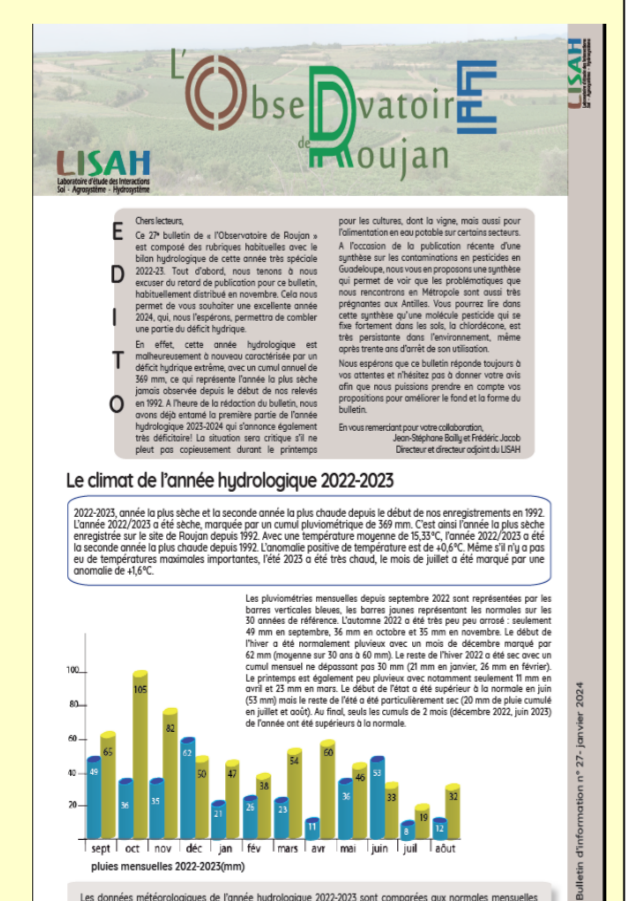 L'ObseRvatoirE
de Roujan
LISAH
Laboratoire d'étude des Interactions
Sol - Agrosystème - Hydrosystème
LISAH
Laboratoire d'étude des Interactions
Sol - Agrosystème - Hydrosystème
EDITO
Chers lecteurs,
Ce 27e bulletin de « l'Observatoire de Roujan »
est composé des rubriques habituelles avec le
bilan hydrologique de cette année très spéciale
2022-23. Tout d'abord, nous tenons à nous
excuser du retard de publication pour ce bulletin,
habituellement distribué en novembre. Cela nous
permet de vous souhaiter une excellente année
2024, qui, nous l'espérons, permettra de combler
une partie du déficit hydrique.
En effet, cette année hydrologique est
malheureusement à nouveau caractérisée par un
déficit hydrique extrême, avec un cumul annuel de
369 mm, ce qui représente l'année la plus sèche
jamais observée depuis le début de nos relevés
en 1992. A l'heure de la rédaction du bulletin, nous
avons déjà entamé la première partie de l'année
hydrologique 2023-2024 qui s'annonce également
très déficitaire! La situation sera critique s'il ne
pleut pas copieusement durant le printemps
pour les cultures, dont la vigne, mais aussi pour
l'alimentation en eau potable sur certains secteurs.
A l'occasion de la publication récente d'une
synthèse sur les contaminations en pesticides en
Guadeloupe, nous vous en proposons une synthèse
qui permet de voir que les problématiques que
nous rencontrons en Métropole sont aussi très
prégnantes aux Antilles. Vous pourrez lire dans
cette synthèse qu'une molécule pesticide qui se
fixe fortement dans les sols, la chlordécone, est
très persistante dans l'environnement, même
après trente ans d'arrêt de son utilisation.
Nous espérons que ce bulletin réponde toujours à
vos attentes et n'hésitez pas à donner votre avis
afin que nous puissions prendre en compte vos
propositions pour améliorer le fond et la forme du
bulletin.
En vous remerciant pour votre collaboration,
Jean-Stéphane Bailly et Frédéric Jacob
Directeur et directeur adjoint du LISAH
Le climat de l'année hydrologique 2022-2023
2022-2023, année la plus sèche et la seconde année la plus chaude depuis le début de nos enregistrements en 1992.
L'année 2022/2023 a été sèche, marquée par un cumul pluviométrique de 369 mm. C'est ainsi l'année la plus sèche
enregistrée sur le site de Roujan depuis 1992. Avec une température moyenne de 15,33°C, l'année 2022/2023 a été
la seconde année la plus chaude depuis 1992. L'anomalie positive de température est de +0,6°C. Même s'il n'y a pas
eu de températures maximales importantes, l'été 2023 a été très chaud, le mois de juillet a été marqué par une
anomalie de +1,6°C.
Les pluviométries mensuelles depuis septembre 2022 sont représentées par les
barres verticales bleues, les barres jaunes représentant les normales sur les
30 années de référence. L'automne 2022 a été très peu peu arrosé : seulement
49 mm en septembre, 36 mm en octobre et 35 mm en novembre. Le début de
l'hiver a été normalement pluvieux avec un mois de décembre marqué par
62 mm (moyenne sur 30 ans à 60 mm). Le reste de l'hiver 2022 a été sec avec un
cumul mensuel ne dépassant pas 30 mm (21 mm en janvier, 26 mm en février).
Le printemps est également peu pluvieux avec notamment seulement 11 mm en
avril et 23 mm en mars. Le début de l'état a été supérieur à la normale en juin
(53 mm) mais le reste de l'été a été particulièrement sec (20 mm de pluie cumulé
en juillet et août). Au final, seuls les cumuls de 2 mois (décembre 2022, juin 2023)
de l'année ont été supérieurs à la normale.
100
80
60
40
20
49 65 36 105 35 82 62 50 21 47 26 38 23 54 11 60 36 46 53 33 8 19 12 32
sept oct nov déc jan fév mars avr mai juin juil aôut
pluies mensuelles 2022-2023(mm)
Les données météorologiques de l'année hydrologique 2022-2023 sont comparées aux normales mensuelles
Bulletin d'information n° 27- janvier 2024